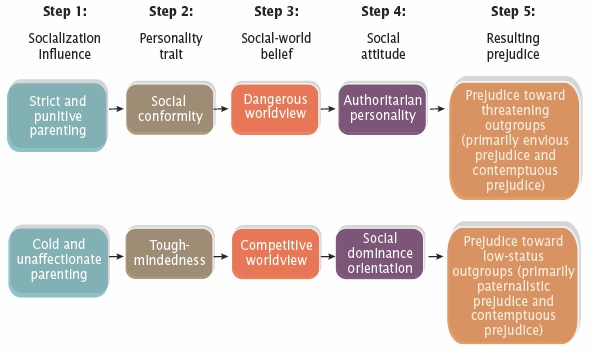 Step 1:
Socialization
influence
Step 2:
Personality
trait
Step 3:
Social-world
belief
Step 4:
Social
attitude
Step 5:
Resulting
prejudice
Strict and
punitive
parenting
Social
conformity
Dangerous
worldview
Authoritarian
personality
Prejudice toward
threatening
outgroups
(primarily envious
prejudice and
contemptuous
prejudice)
Cold and
unaffectionate
parenting
Tough-
mindedness
Competitive
worldview
Social
dominance
orientation
Prejudice toward
low-status
outgroups (primarily
paternalistic
prejudice and
contemptuous
prejudice)